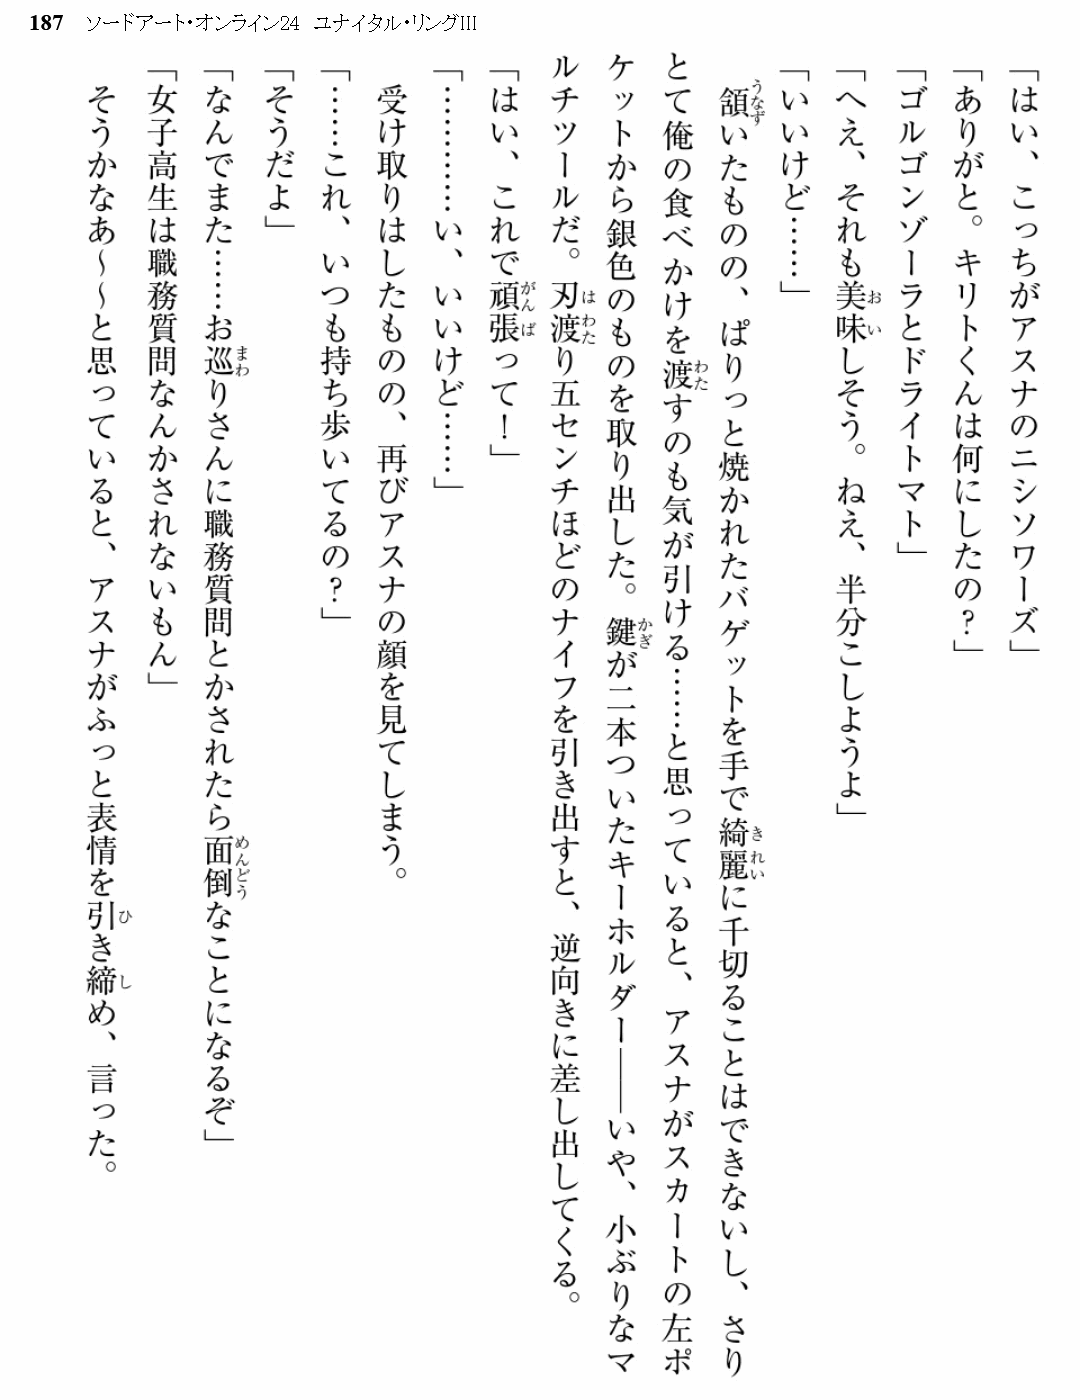 187 ソードアート・オンライン24 ユナイタル・リングIII
「はい、こっちがアスナのニシソワーズ」
「ありがと。キリトくんは何にしたの？」
「ゴルゴンゾーラとドライトマト」
「へえ、それも美味しそう。ねえ、半分こしようよ」
「いいけど……」
頷いたものの、ぱりっと焼かれたバゲットを手で綺麗に千切ることはできないし、さり
とて俺の食べかけを渡すのも気が引ける……と思っていると、アスナがスカートの左ポ
ケットから銀色のものを取り出した。鍵が二本ついたキーホルダー――いや、小ぶりなマ
ルチツールだ。刃渡り五センチほどのナイフを引き出すと、逆向きに差し出してくる。
「はい、これで頑張って！」
「…………い、いいけど……」
受け取りはしたものの、再びアスナの顔を見てしまう。
「……これ、いつも持ち歩いてるの？」
「そうだよ」
「なんでまた……お巡りさんに職務質問とかされたら面倒なことになるぞ」
「女子高生は職務質問なんかされないもん」
そうかなあ～～と思っていると、アスナがふっと表情を引き締め、言った。